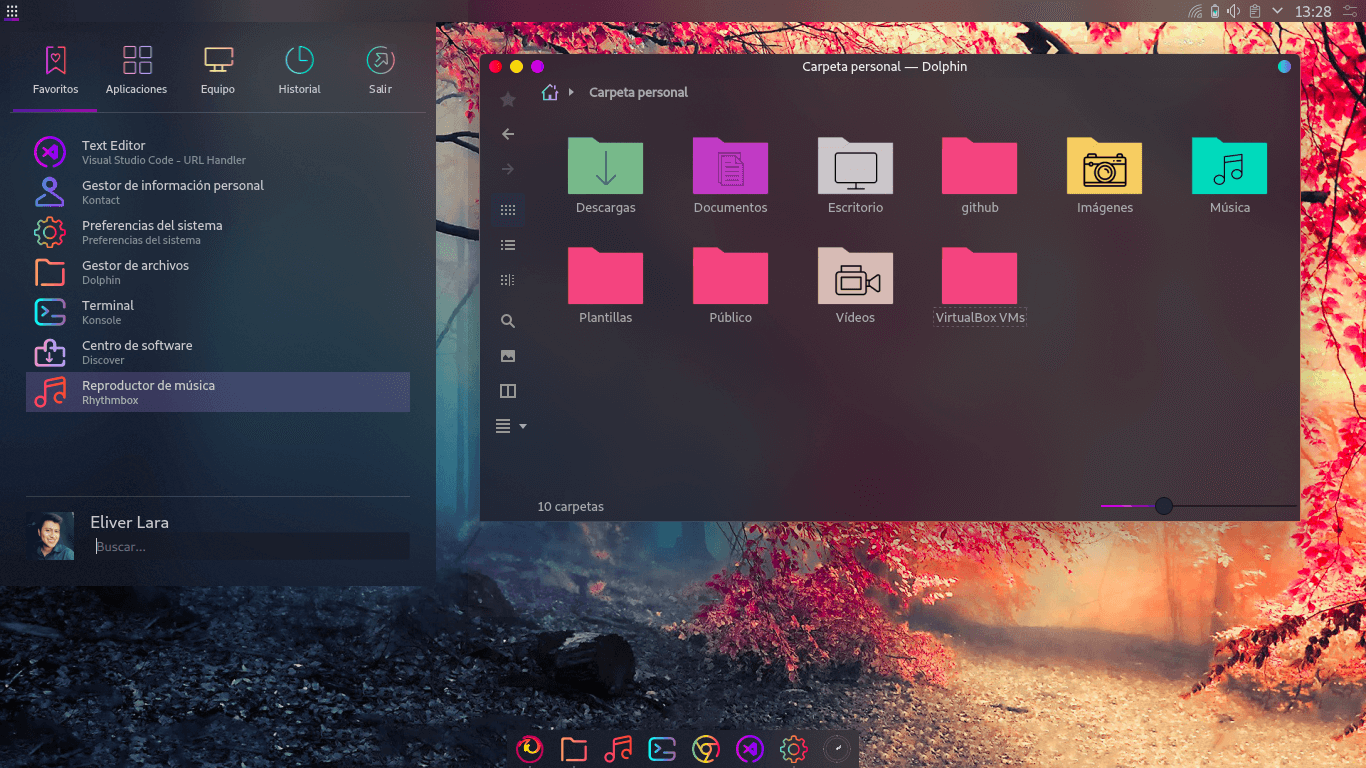 13:28
Favoritos Aplicaciones Equipo Historial Salir
Text Editor
Visual Studio Code - URL Handler
Gestor de información personal
Kontact
Preferencias del sistema
Preferencias del sistema
Gestor de archivos
Dolphin
Terminal
Konsole
Centro de software
Discover
Reproductor de música
Rhythmbox
Eliver Lara
Buscar...
Carpeta personal — Dolphin
Carpeta personal
Descargas Documentos Escritorio github Imágenes Música
Plantillas Público Vídeos VirtualBox VMs
10 carpetas